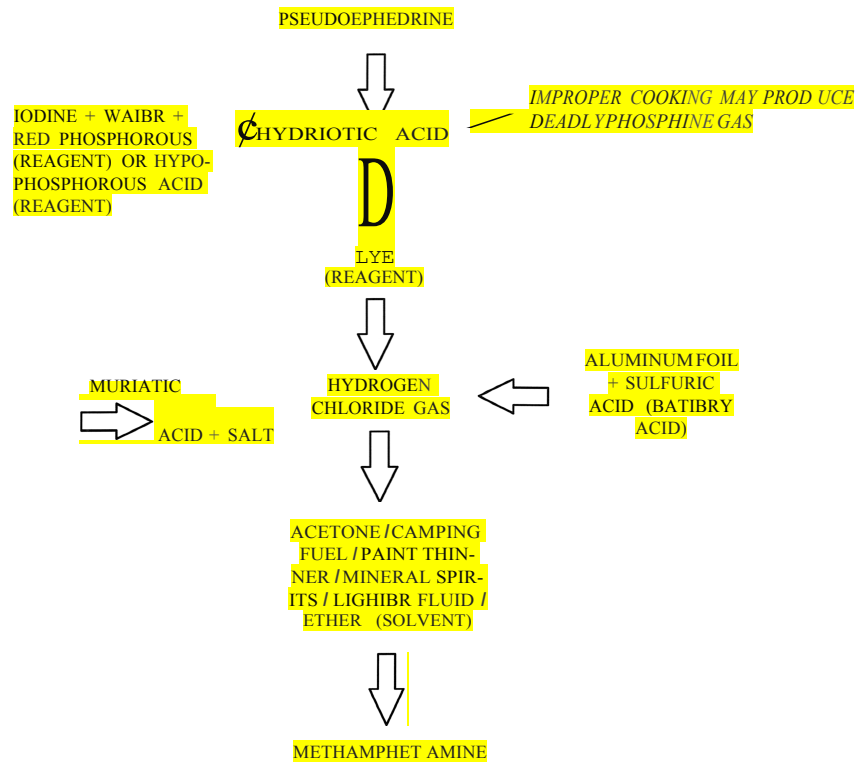 PSEUDOEPHEDRINE
IMPROPER COOKING MAY PROD UCE
DEADLYPHOSPHINE GAS
IODINE + WAIBR +
RED PHOSPHOROUS
(REAGENT) OR HYPO-
PHOSPHOROUS ACID
(REAGENT)
¢HYDRIOTIC ACID
D
LYE
(REAGENT)
MURIATIC
ACID + SALT
HYDROGEN
CHLORIDE GAS
ALUMINUM FOIL
+ SULFURIC
ACID (BATIBRY
ACID)
ACETONE / CAMPING
FUEL / PAINT THIN-
NER / MINERAL SPIR-
ITS / LIGHIBR FLUID /
ETHER (SOLVENT)
METHAMPHET AMINE